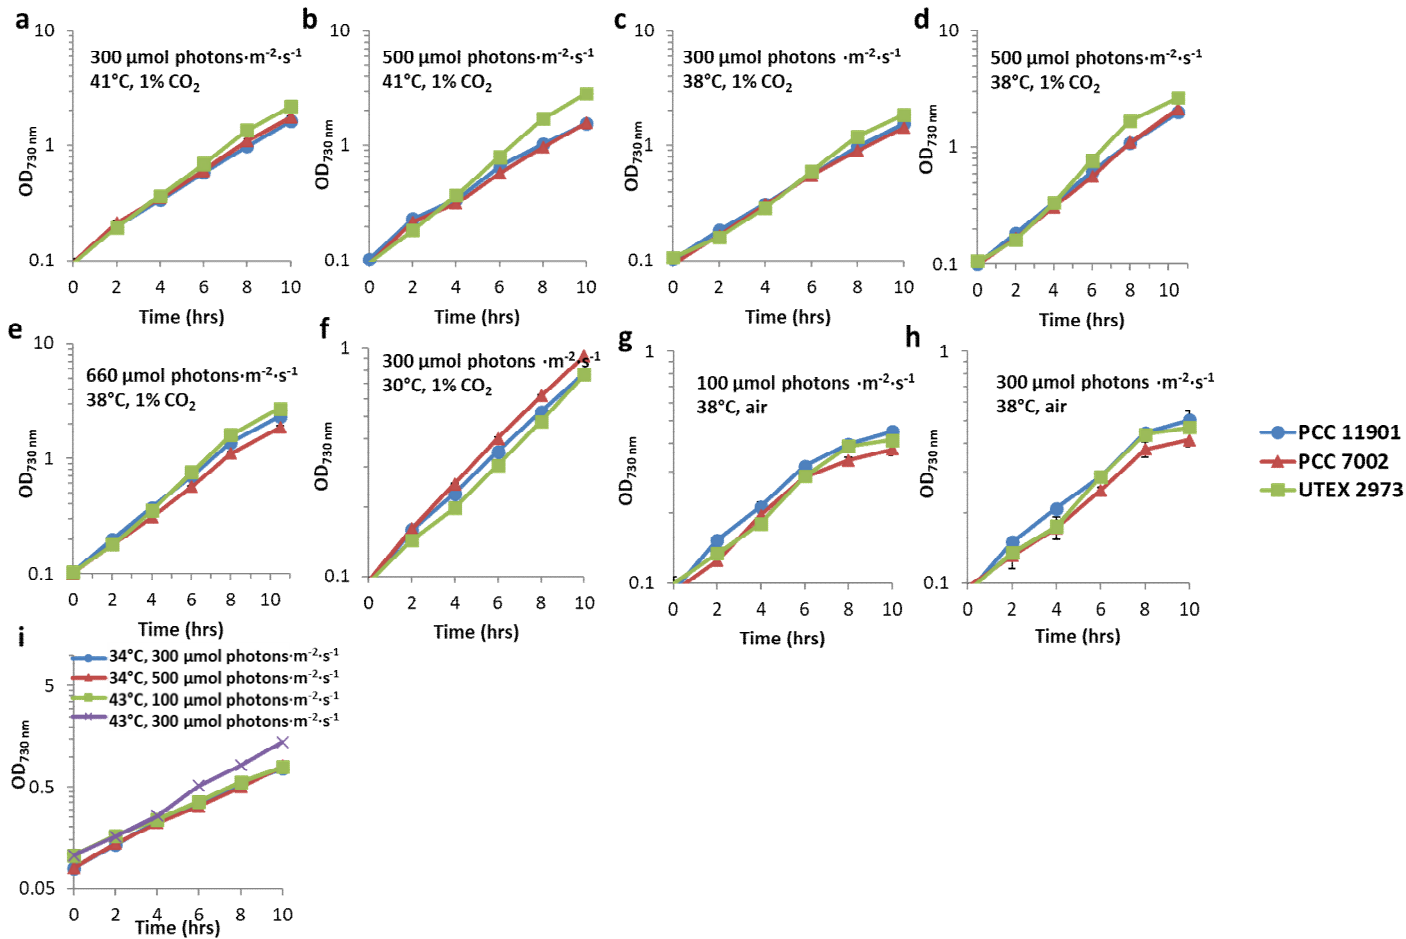 a
300 µmol photons·m⁻²·s⁻¹
41°C, 1% CO₂
10
1
0.1
OD₇₃₀ ₙₘ
0 2 4 6 8 10
Time (hrs)
b
500 µmol photons·m⁻²·s⁻¹
41°C, 1% CO₂
10
1
0.1
OD₇₃₀ ₙₘ
0 2 4 6 8 10
Time (hrs)
c
300 µmol photons ·m⁻²·s⁻¹
38°C, 1% CO₂
10
1
0.1
OD₇₃₀ ₙₘ
0 2 4 6 8 10
Time (hrs)
d
500 µmol photons·m⁻²·s⁻¹
38°C, 1% CO₂
10
1
0.1
OD₇₃₀ ₙₘ
0 2 4 6 8 10
Time (hrs)
e
660 µmol photons·m⁻²·s⁻¹
38°C, 1% CO₂
10
1
0.1
OD₇₃₀ ₙₘ
0 2 4 6 8 10
Time (hrs)
f
300 µmol photons ·m⁻²·s⁻¹
30°C, 1% CO₂
1
0.1
OD₇₃₀ ₙₘ
0 2 4 6 8 10
Time (hrs)
g
100 µmol photons ·m⁻²·s⁻¹
38°C, air
1
0.1
OD₇₃₀ ₙₘ
0 2 4 6 8 10
Time (hrs)
h
300 µmol photons ·m⁻²·s⁻¹
38°C, air
1
0.1
OD₇₃₀ ₙₘ
0 2 4 6 8 10
Time (hrs)
PCC 11901
PCC 7002
UTEX 2973
i
34°C, 300 µmol photons·m⁻²·s⁻¹
34°C, 500 µmol photons·m⁻²·s⁻¹
43°C, 100 µmol photons·m⁻²·s⁻¹
43°C, 300 µmol photons·m⁻²·s⁻¹
5
0.5
0.05
OD₇₃₀ ₙₘ
0 2 4 6 8 10
Time (hrs)